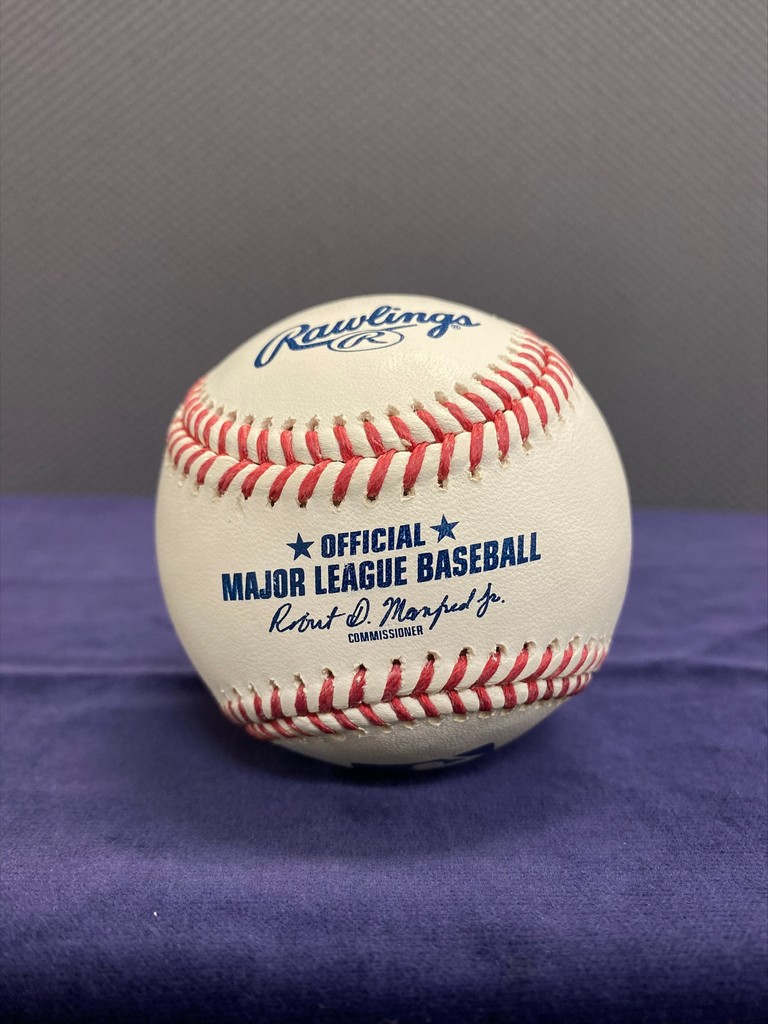 Rawlings
R
OFFICIAL
MAJOR LEAGUE BASEBALL
Robert D. Manfred Jr.
COMMISSIONER